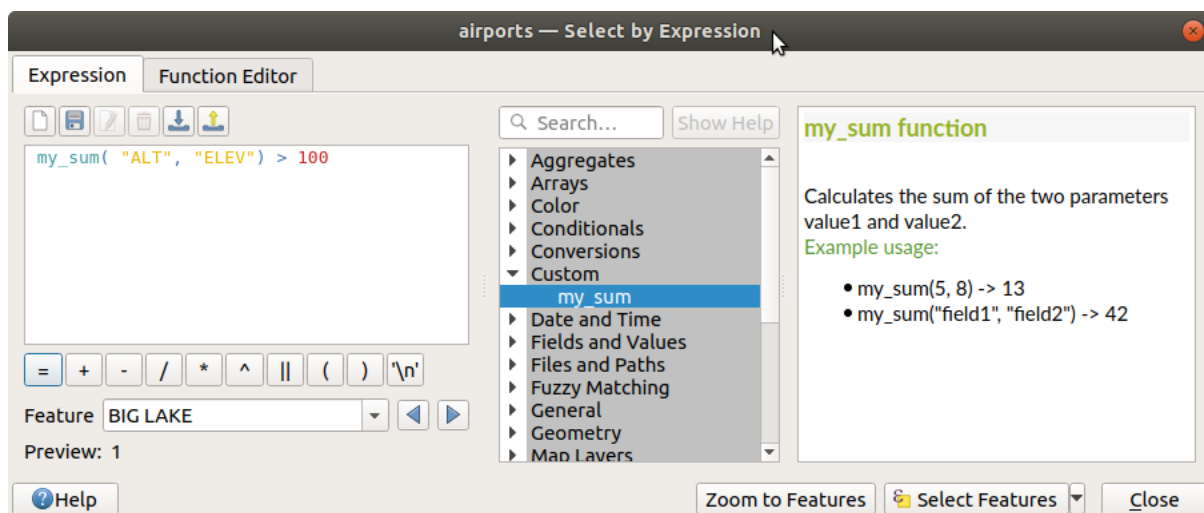 airports — Select by Expression
Expression
Function Editor
my_sum( "ALT", "ELEV") > 100
= + - / * ^ || ( ) '\n'
Feature BIG LAKE
Preview: 1
Search...
Show Help
Aggregates
Arrays
Color
Conditionals
Conversions
Custom
my_sum
Date and Time
Fields and Values
Files and Paths
Fuzzy Matching
General
Geometry
Map Layers
my_sum function
Calculates the sum of the two parameters
value1 and value2.
Example usage:
• my_sum(5, 8) -> 13
• my_sum("field1", "field2") -> 42
Help
Zoom to Features
Select Features
Close